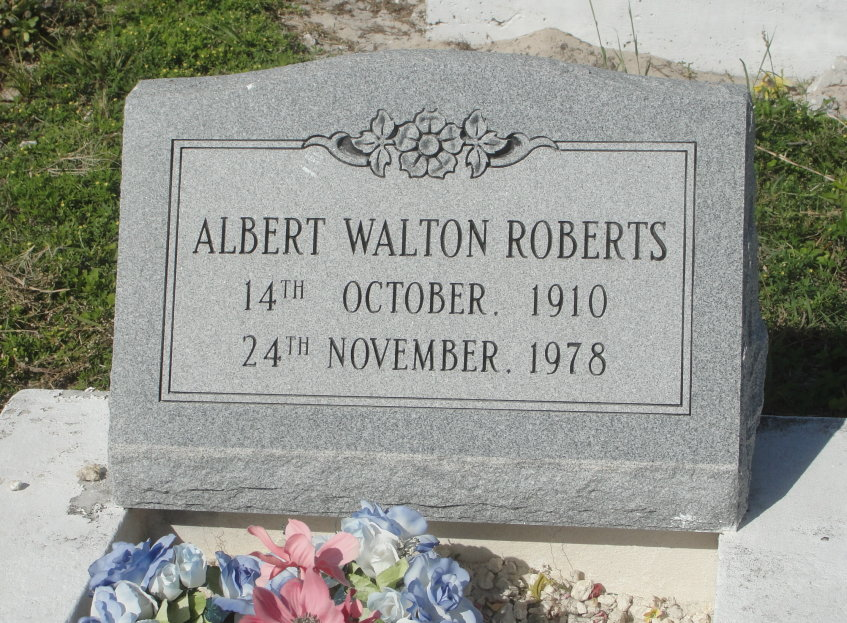 ALBERT WALTON ROBERTS
14TH OCTOBER. 1910
24TH NOVEMBER. 1978